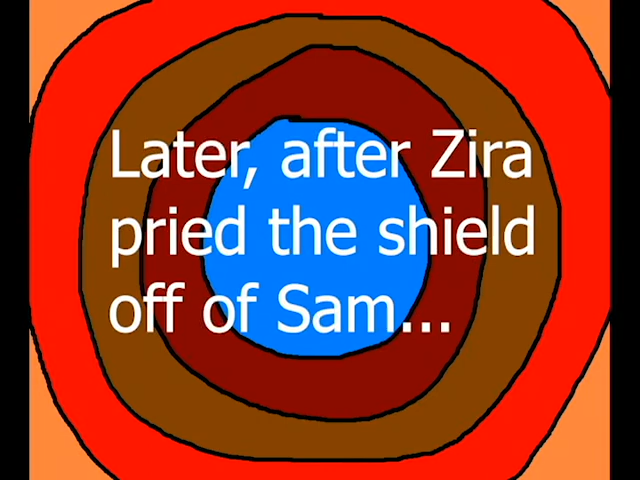 Later, after Zira
pried the shield
off of Sam...